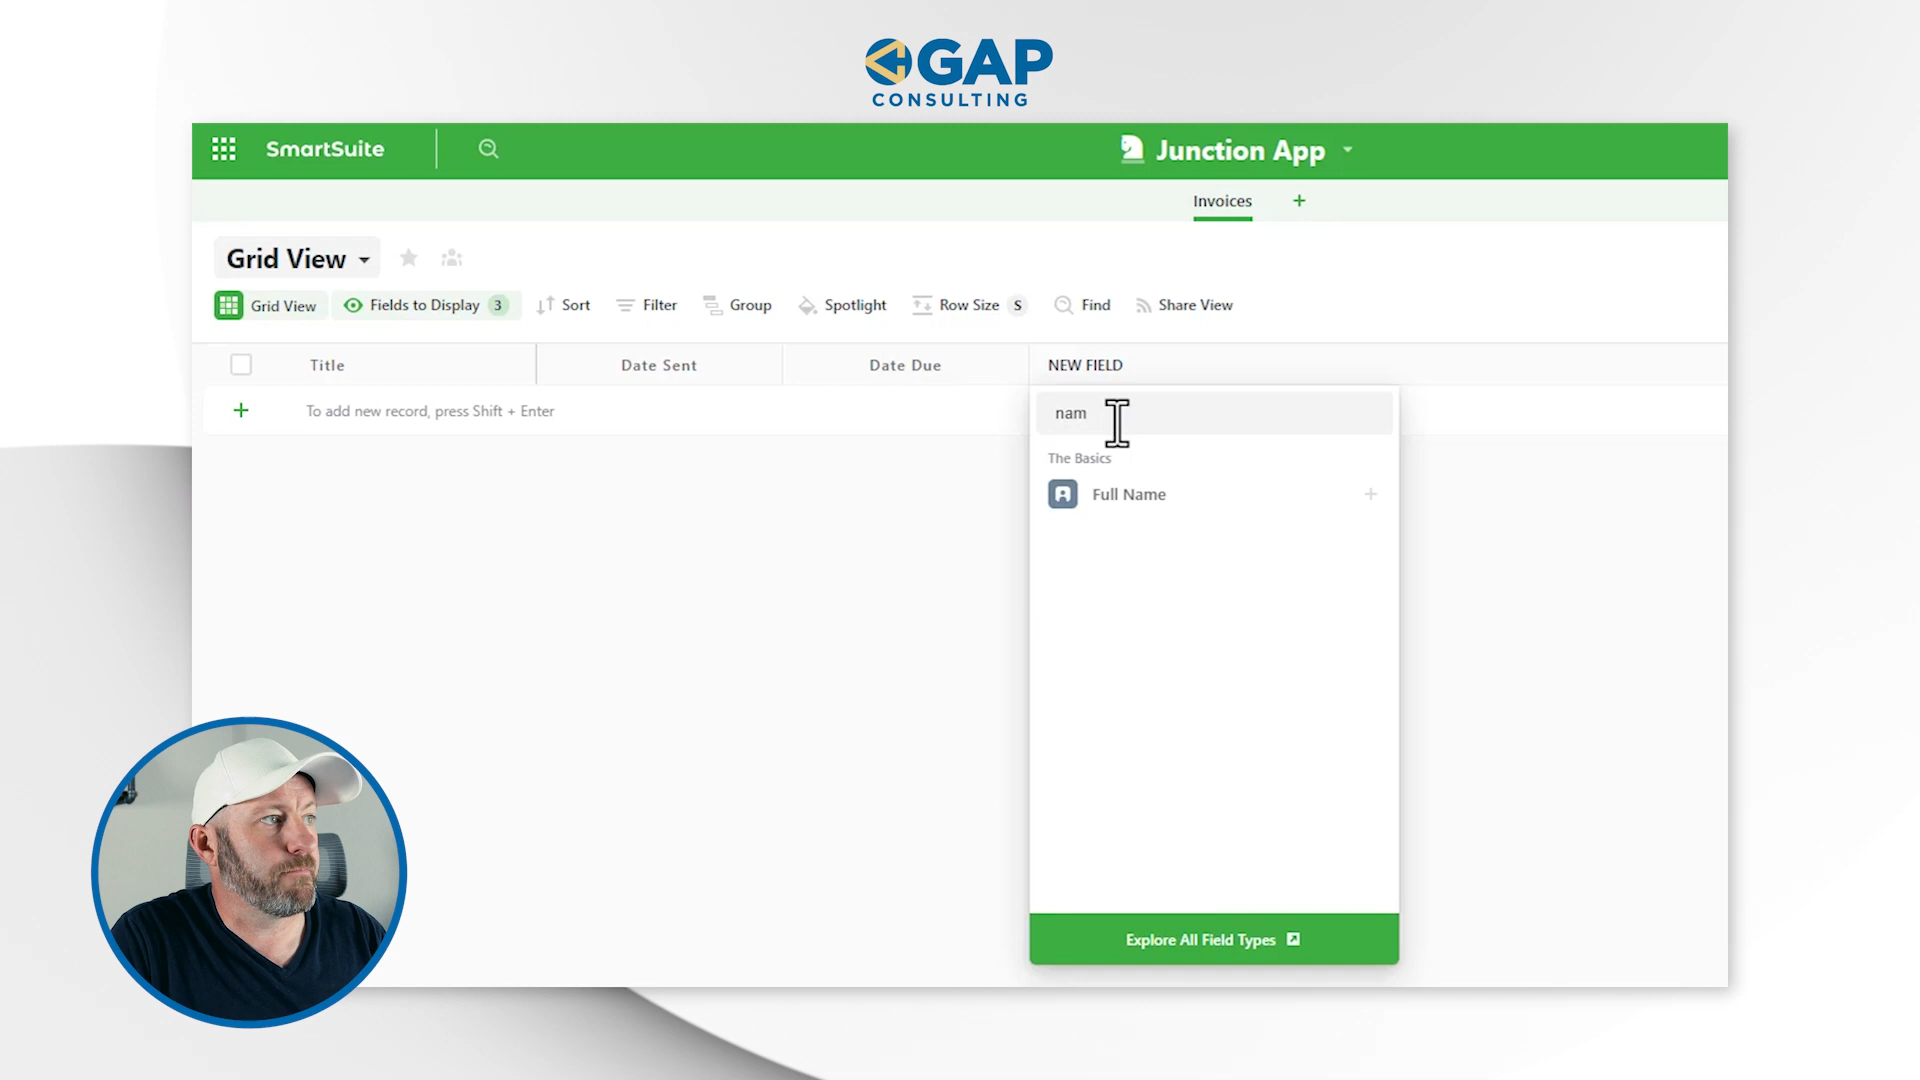 GAP
CONSULTING
SmartSuite
Junction App
Invoices +
Grid View
Grid View Fields to Display 3 Sort Filter Group Spotlight Row Size S Find Share View
Title Date Sent Date Due NEW FIELD
+ To add new record, press Shift + Enter
nam
The Basics
Full Name +
Explore All Field Types